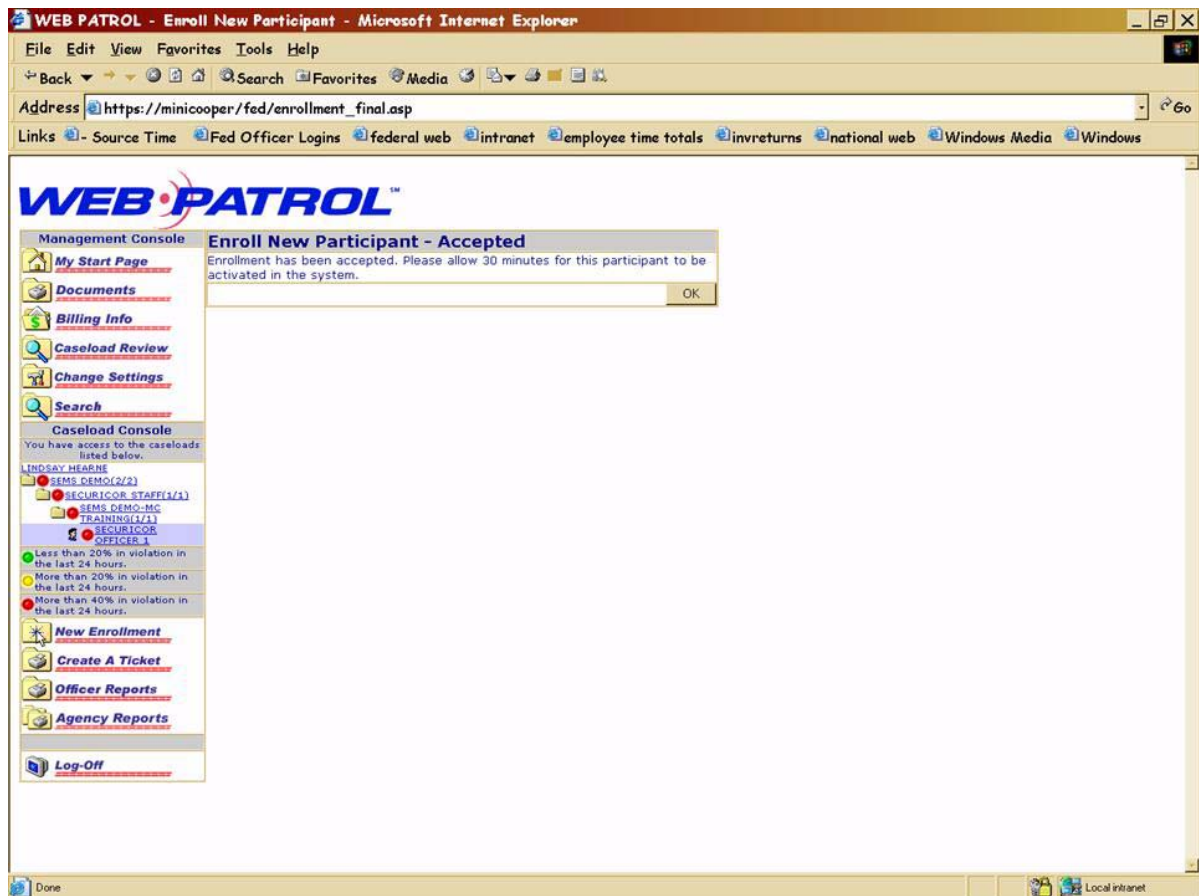 WEB PATROL - Enroll New Participant - Microsoft Internet Explorer
File Edit View Favorites Tools Help
Back Search Favorites Media
Address https://minicooper/fed/enrollment_final.asp Go
Links - Source Time Fed Officer Logins federal web intranet employee time totals invreturns national web Windows Media Windows
WEB PATROL SM
Management Console
My Start Page
Documents
Billing Info
Caseload Review
Change Settings
Search
Caseload Console
You have access to the caseloads
listed below.
LINDSAY HEARNE
SEMS DEMO(2/2)
SECURICOR STAFF(1/1)
SEMS DEMO-MC
TRAINING(1/1)
SECURICOR
OFFICER 1
Less than 20% in violation in
the last 24 hours.
More than 20% in violation in
the last 24 hours.
More than 40% in violation in
the last 24 hours.
New Enrollment
Create A Ticket
Officer Reports
Agency Reports
Log-Off
Enroll New Participant - Accepted
Enrollment has been accepted. Please allow 30 minutes for this participant to be
activated in the system.
OK
Done
Local intranet